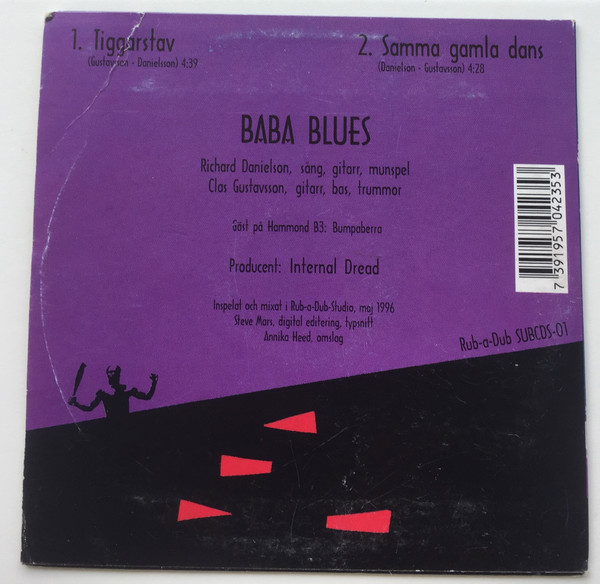 1. Tiggarstav
(Gustavsson - Danielsson) 4:39
2. Samma gamla dans
(Danielson - Gustavsson) 4:28
BABA BLUES
Richard Danielson, sång, gitarr, munspel
Clas Gustavsson, gitarr, bas, trummor
Gäst på Hammond B3: Bumpaberra
Producent: Internal Dread
Inspelat och mixat i Rub-a-Dub-Studio, maj 1996
Steve Mars, digital editering, typsnitt
Annika Heed, omslag
7 391957 042353
Rub-a-Dub SUBCDS-01